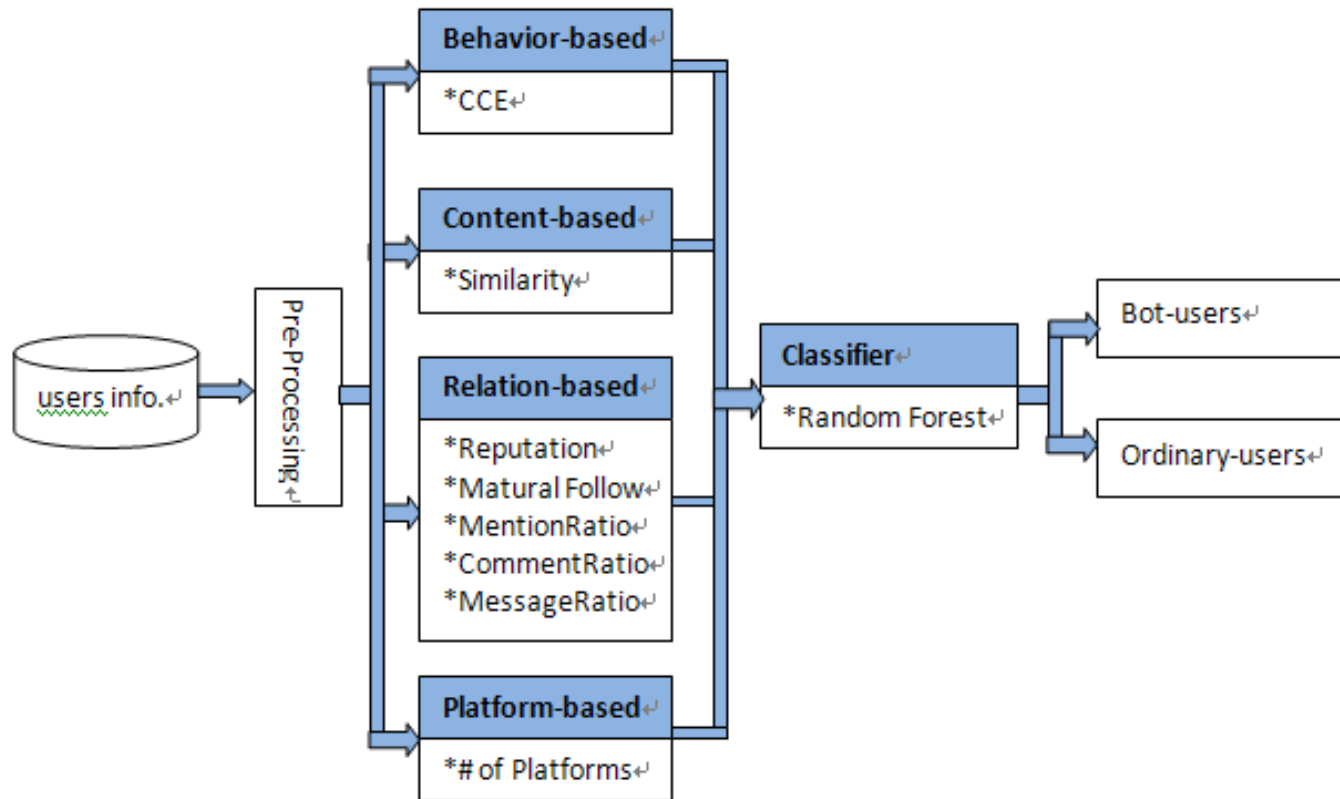 users info.
Pre-Processing
Behavior-based
*CCE
Content-based
*Similarity
Relation-based
*Reputation
*Matural Follow
*MentionRatio
*CommentRatio
*MessageRatio
Platform-based
*# of Platforms
Classifier
*Random Forest
Bot-users
Ordinary-users